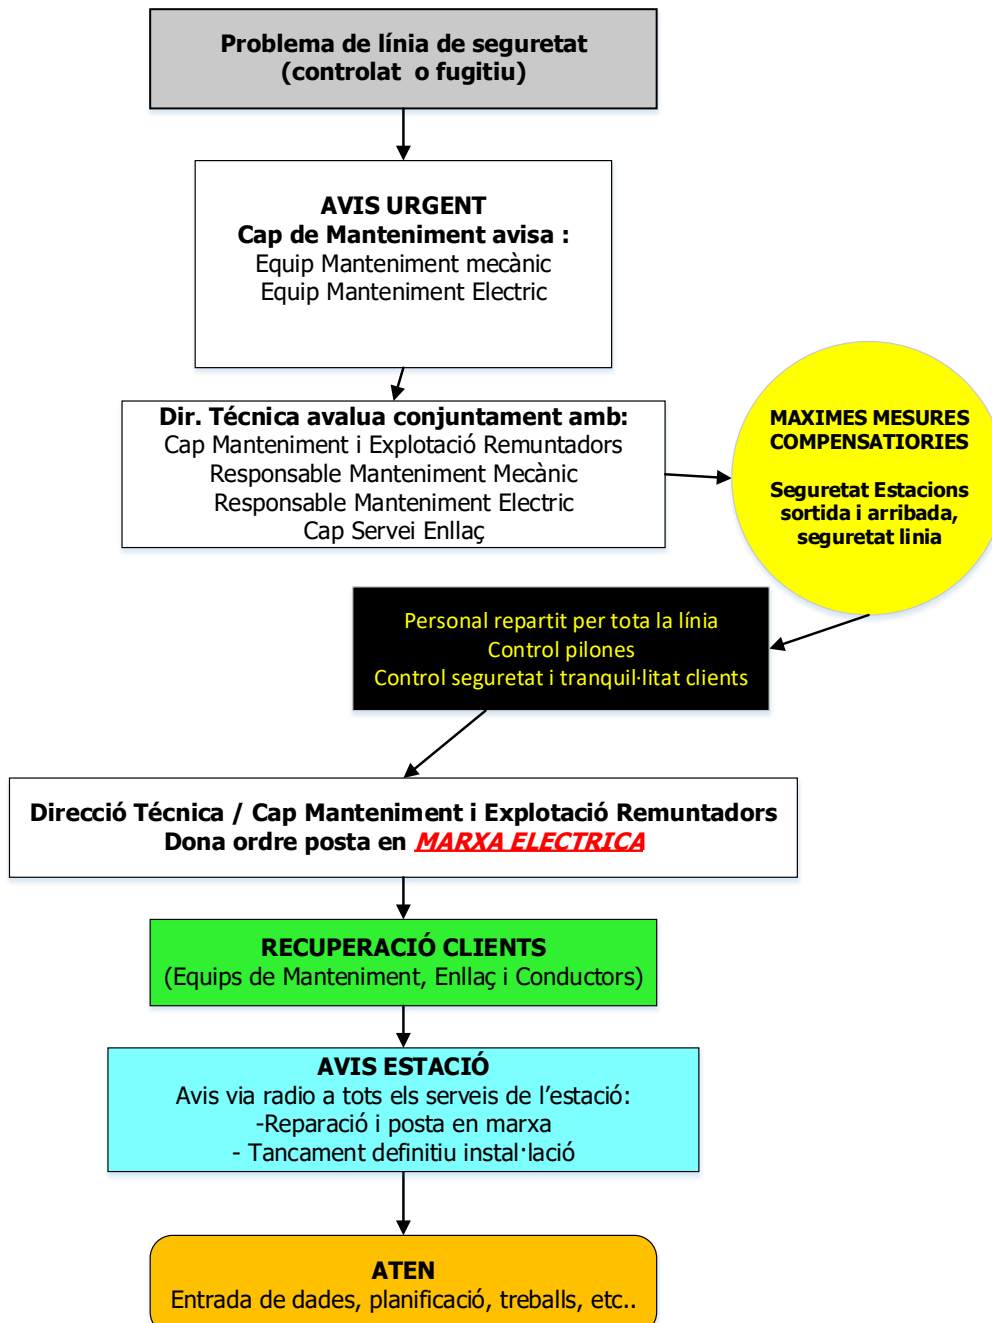 Problema de línia de seguretat
(controlat  o fugitiu)
AVIS URGENT
Cap de Manteniment avisa :
Equip Manteniment mecànic
Equip Manteniment Electric
Dir. Técnica avalua conjuntament amb:
Cap Manteniment i Explotació Remuntadors
Responsable Manteniment Mecànic
Responsable Manteniment Electric
Cap Servei Enllaç
MAXIMES MESURES
COMPENSATIORIES
Seguretat Estacions
sortida i arribada,
seguretat linia
Personal repartit per tota la línia
Control pilones
Control seguretat i tranquil·litat clients
Direcció Técnica / Cap Manteniment i Explotació Remuntadors
Dona ordre posta en MARXA ELECTRICA
RECUPERACIÓ CLIENTS
(Equips de Manteniment, Enllaç i Conductors)
AVIS ESTACIÓ
Avis via radio a tots els serveis de l’estació:
-Reparació i posta en marxa
- Tancament definitiu instal·lació
ATEN
Entrada de dades, planificació, treballs, etc..